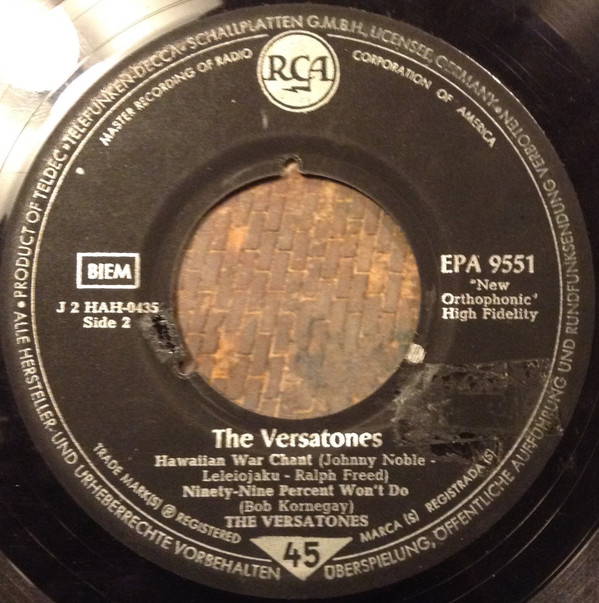 • PRODUCT OF TELDEC »TELEFUNKEN-DECCA« SCHALLPLATTEN G.M.B.H., LICENSEE, GERMANY •
MASTER RECORDING OF RADIO CORPORATION OF AMERICA
RCA
BIEM
J 2 HAH-0435
Side 2
EPA 9551
"New
Orthophonic"
High Fidelity
The Versatones
Hawaiian War Chant (Johnny Noble -
Leleiojaku - Ralph Freed)
Ninety-Nine Percent Won't Do
(Bob Kornegay)
THE VERSATONES
TRADE MARK(S) ® REGISTERED
MARCA (S) REGISTRADA (S)
45
ALLE HERSTELLER- UND URHEBERRECHTE VORBEHALTEN
ÜBERSPIELUNG, ÖFFENTLICHE AUFFÜHRUNG UND RUNDFUNKSENDUNG VERBOTEN